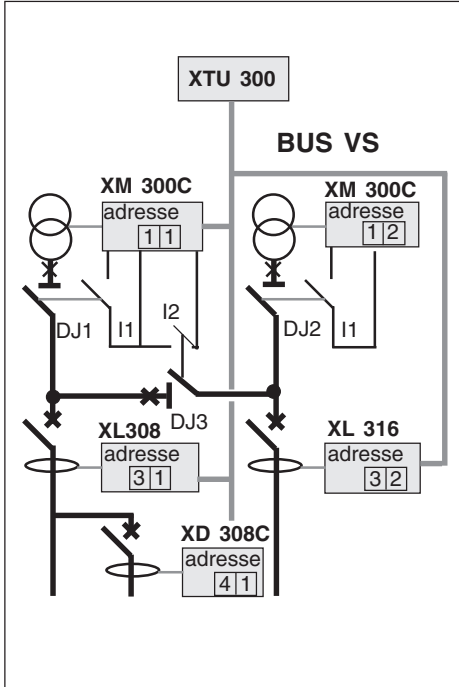 XTU 300
BUS VS
XM 300C
adresse
1 1
XM 300C
adresse
1 2
DJ1
I1
I2
DJ2
I1
DJ3
XL308
adresse
3 1
XL 316
adresse
3 2
XD 308C
adresse
4 1